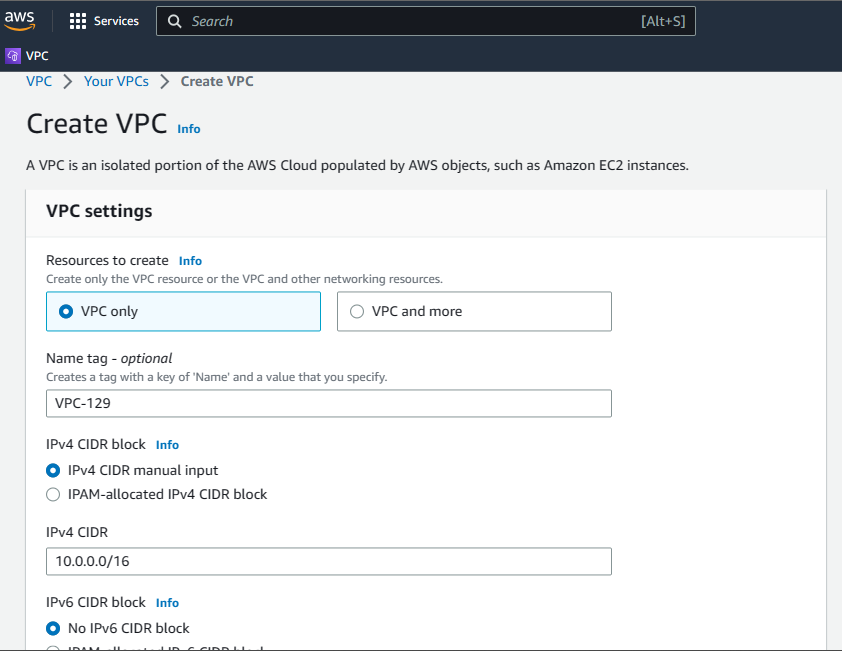 aws Services Search [Alt+S]
VPC
VPC Your VPCs Create VPC
Create VPC Info
A VPC is an isolated portion of the AWS Cloud populated by AWS objects, such as Amazon EC2 instances.
VPC settings
Resources to create Info
Create only the VPC resource or the VPC and other networking resources.
VPC only VPC and more
Name tag - optional
Creates a tag with a key of 'Name' and a value that you specify.
VPC-129
IPv4 CIDR block Info
IPv4 CIDR manual input
IPAM-allocated IPv4 CIDR block
IPv4 CIDR
10.0.0.0/16
IPv6 CIDR block Info
No IPv6 CIDR block
IPAM-allocated IPv6 CIDR block